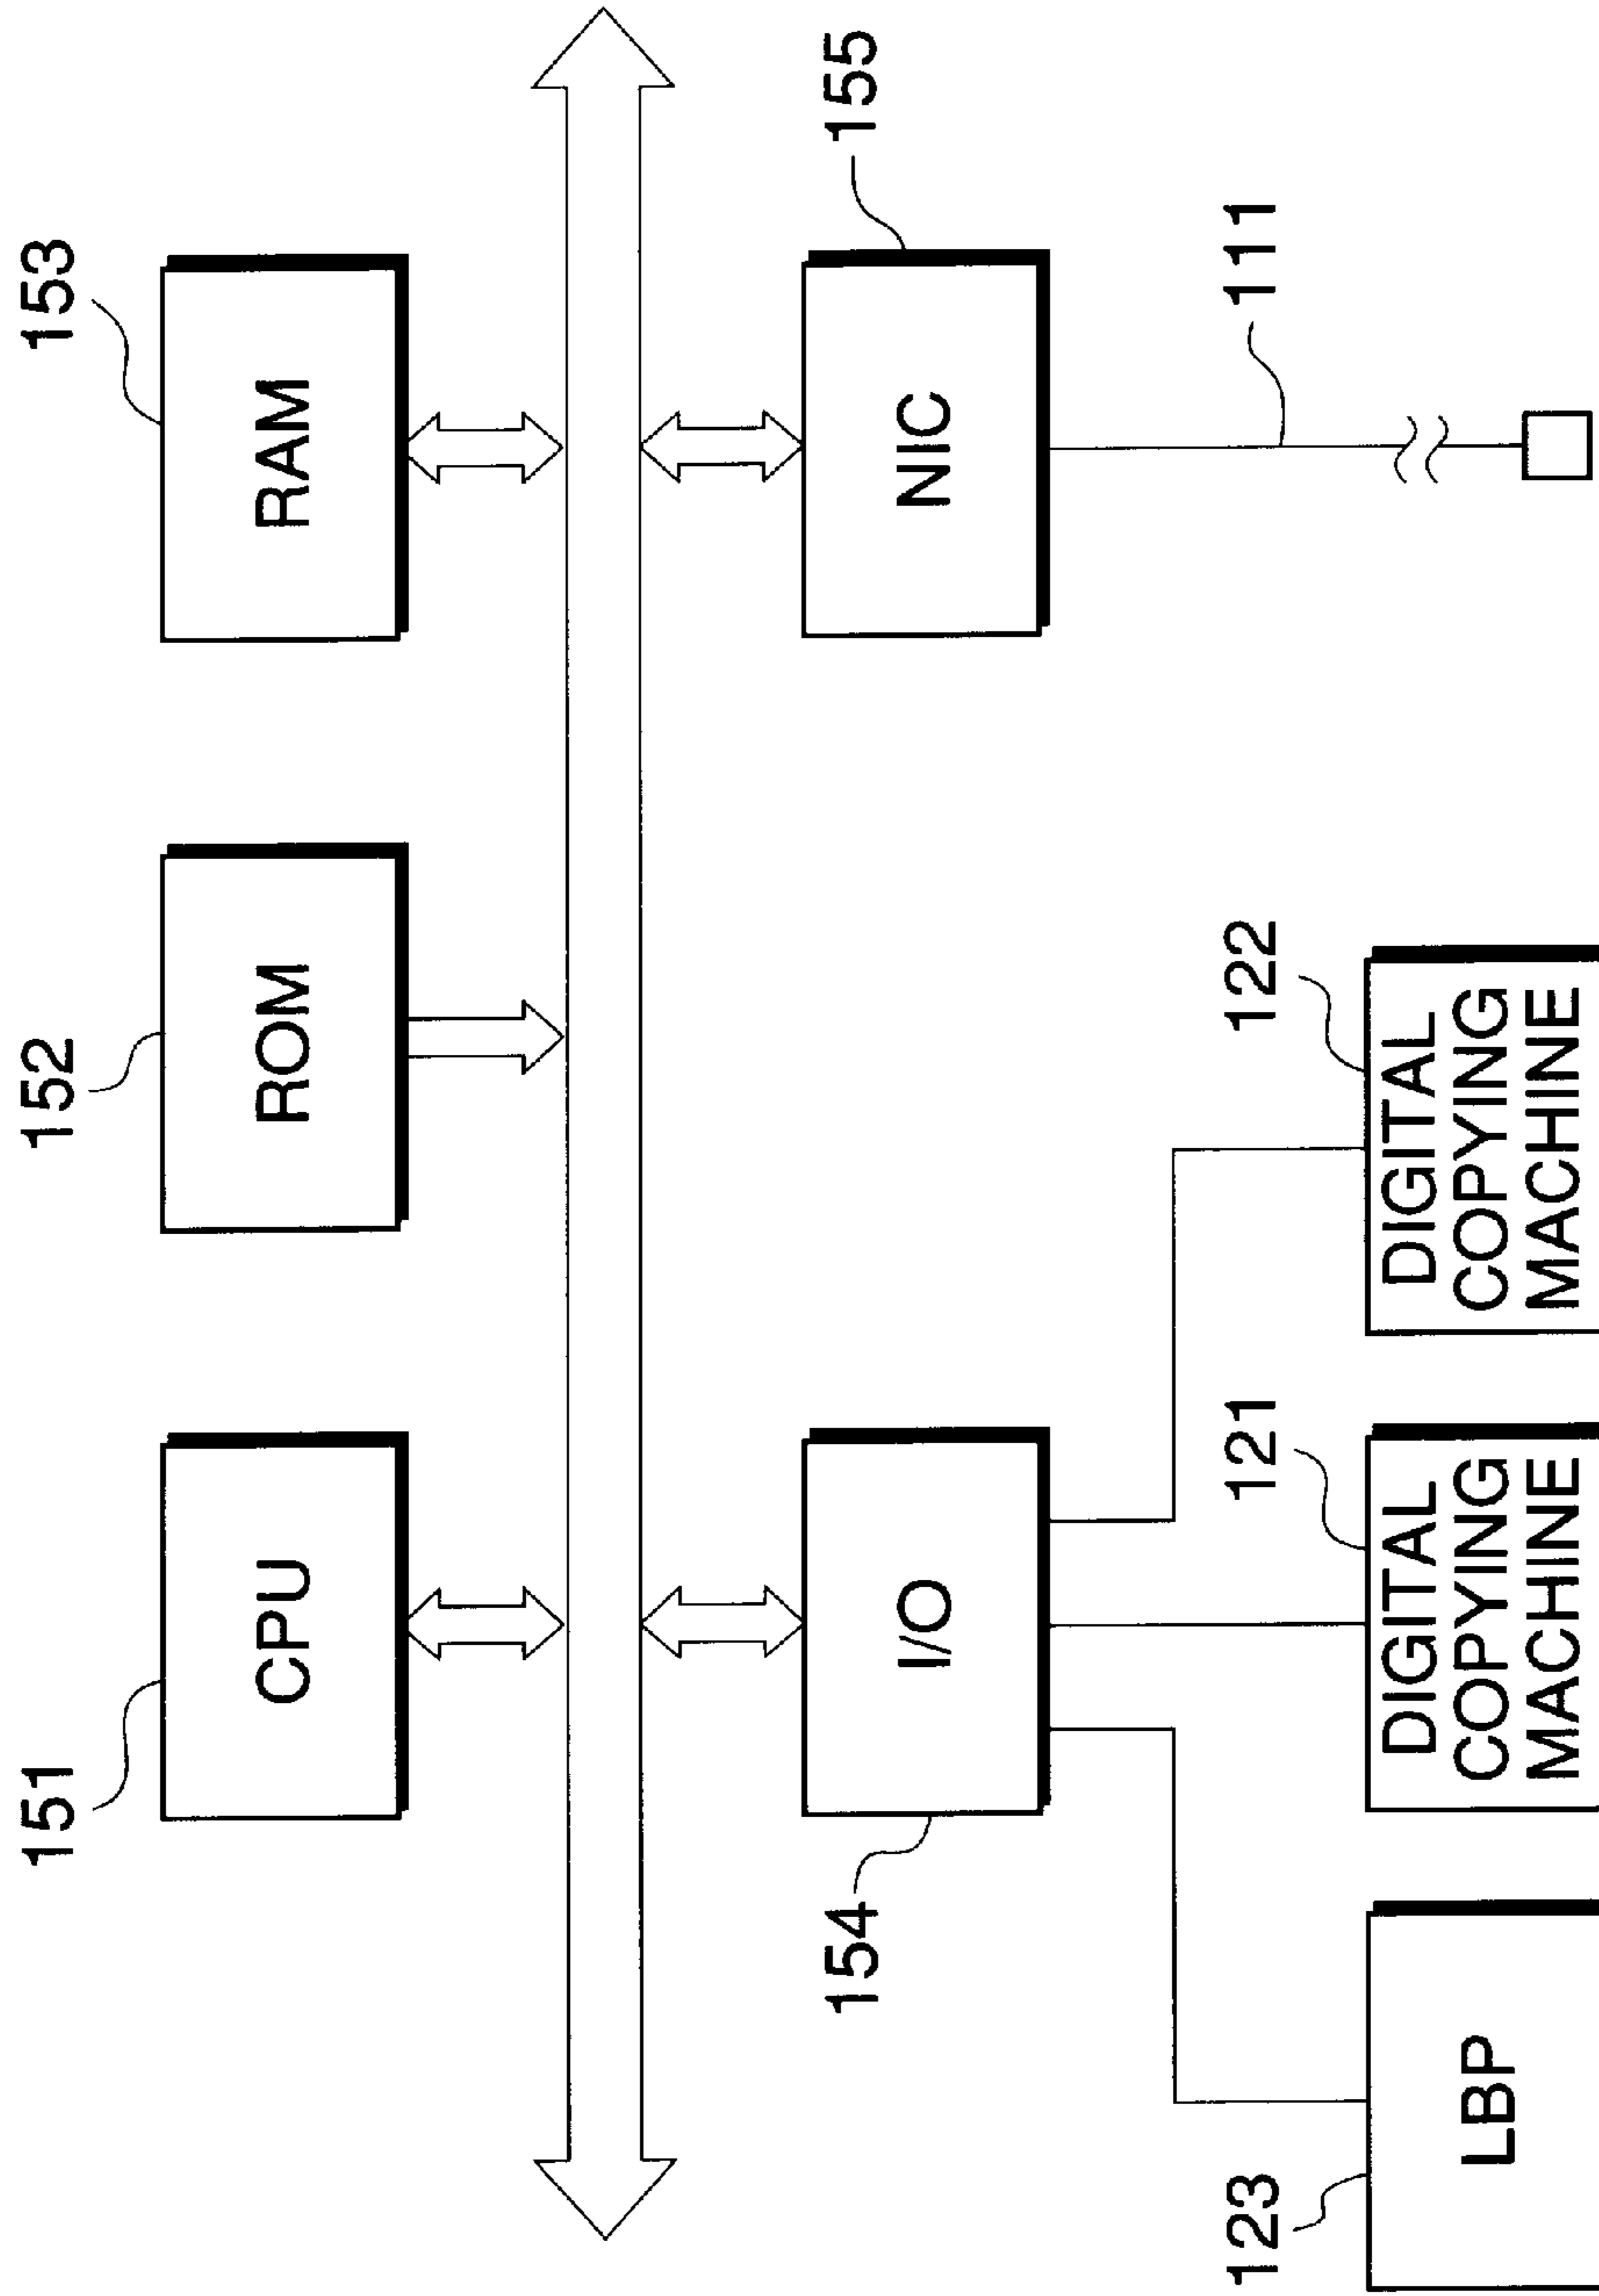 151
152
153
CPU
ROM
RAM
154
155
I/O
NIC
123
121
122
111
LBP
DIGITAL
COPYING
MACHINE
DIGITAL
COPYING
MACHINE